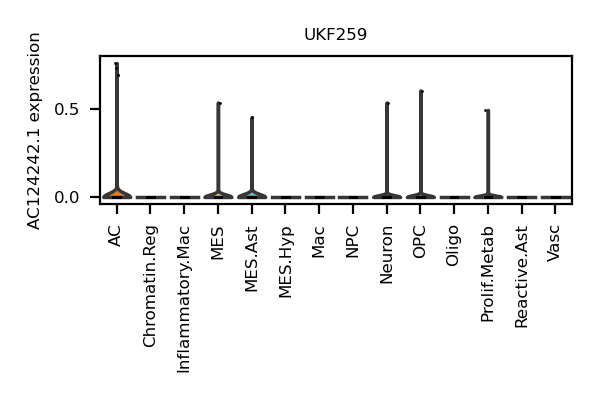 UKF259
AC124242.1 expression
0.5
0.0
AC
Chromatin.Reg
Inflammatory.Mac
MES
MES.Ast
MES.Hyp
Mac
NPC
Neuron
OPC
Oligo
Prolif.Metab
Reactive.Ast
Vasc